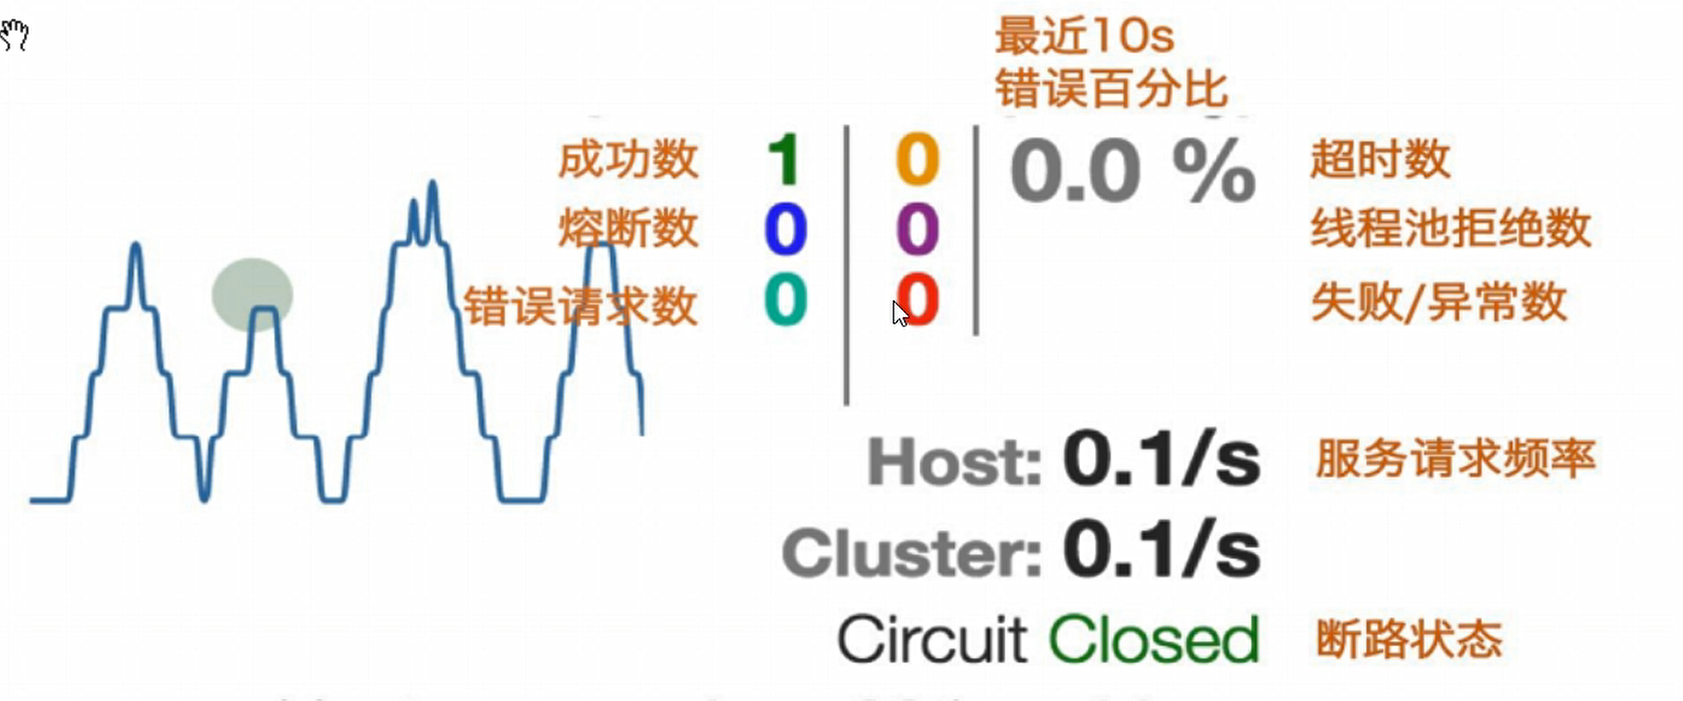 最近10s
错误百分比
成功数 1 0 0.0 % 超时数
熔断数 0 0 线程池拒绝数
错误请求数 0 0 失败/异常数
Host: 0.1/s 服务请求频率
Cluster: 0.1/s
Circuit Closed 断路状态